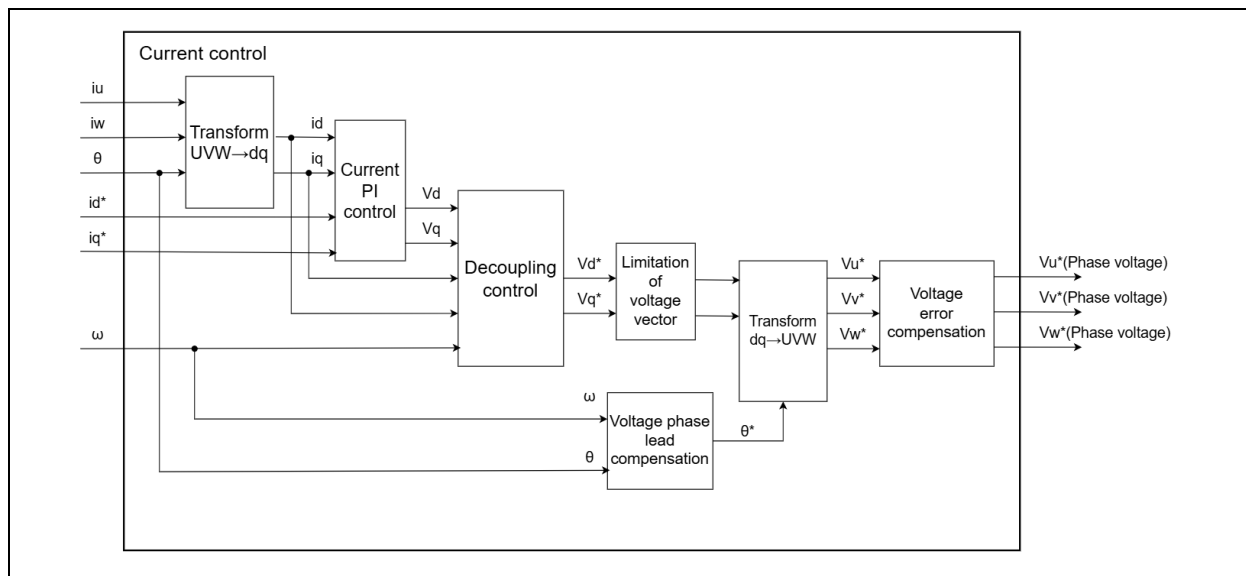 Current control
iu
iw
θ
id*
iq*
ω
Transform
UVW→dq
id
iq
Current
PI
control
Vd
Vq
Decoupling
control
Vd*
Vq*
Limitation
of
voltage
vector
Transform
dq→UVW
Vu*
Vv*
Vw*
Voltage
error
compensation
Vu*(Phase voltage)
Vv*(Phase voltage)
Vw*(Phase voltage)
ω
θ
Voltage phase
lead
compensation
θ*